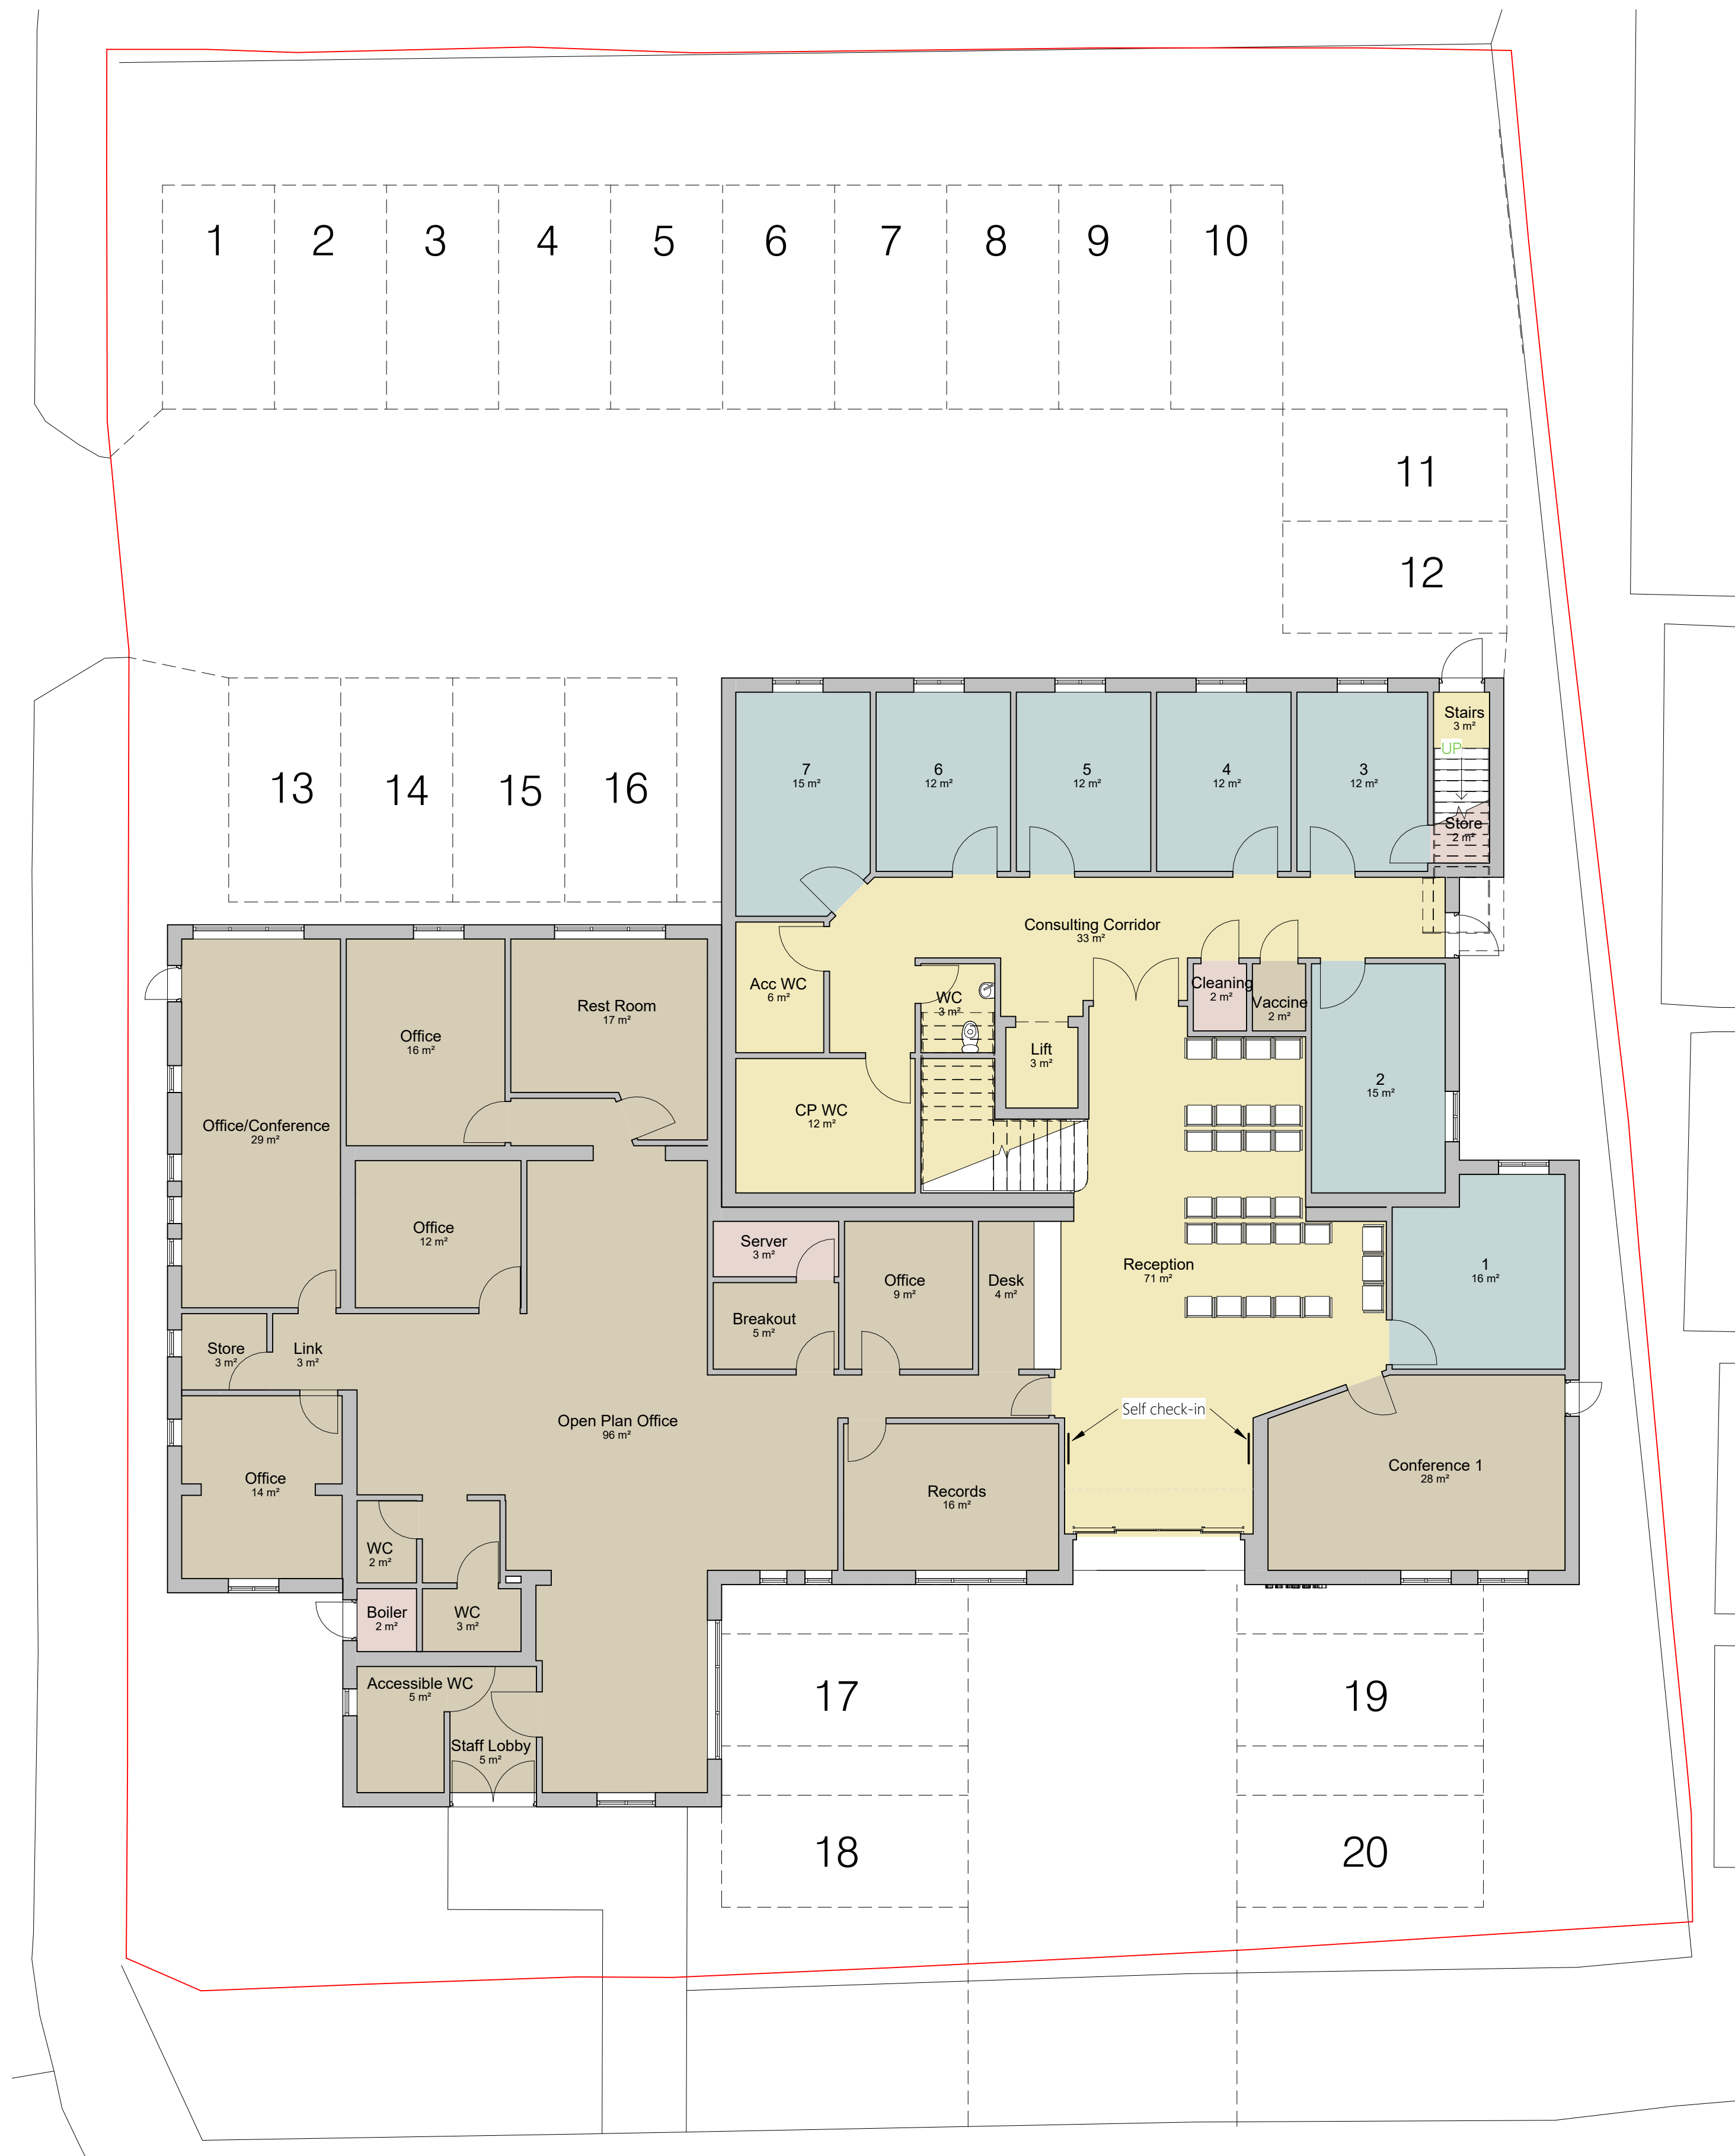 1
2
3
4
5
6
7
8
9
10
11
12
13
14
15
16
Stairs
3 m²
UP
Store
2 m²
7
15 m²
6
12 m²
5
12 m²
4
12 m²
3
12 m²
Consulting Corridor
33 m²
Acc WC
6 m²
WC
3 m²
Cleaning
2 m²
Vaccine
2 m²
Lift
3 m²
2
15 m²
CP WC
12 m²
Rest Room
17 m²
Office
16 m²
Office/Conference
29 m²
Office
12 m²
Server
3 m²
Breakout
5 m²
Office
9 m²
Desk
4 m²
Reception
71 m²
1
16 m²
Store
3 m²
Link
3 m²
Open Plan Office
96 m²
Self check-in
Office
14 m²
Records
16 m²
Conference 1
28 m²
WC
2 m²
Boiler
2 m²
WC
3 m²
Accessible WC
5 m²
Staff Lobby
5 m²
17
18
19
20